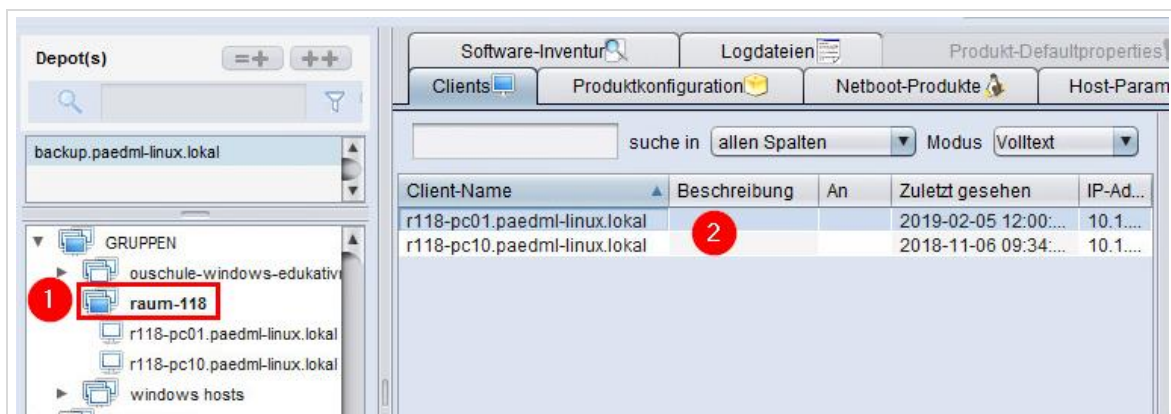 Depot(s)
backup.paedml-linux.lokal
GRUPPEN
ouschule-windows-edukativ
1
raum-118
r118-pc01.paedml-linux.lokal
r118-pc10.paedml-linux.lokal
windows hosts
Software-Inventur Logdateien Produkt-Defaultproperties
Clients Produktkonfiguration Netboot-Produkte Host-Param
suche in allen Spalten Modus Volltext
Client-Name Beschreibung An Zuletzt gesehen IP-Ad...
r118-pc01.paedml-linux.lokal 2019-02-05 12:00:... 10.1....
2
r118-pc10.paedml-linux.lokal 2018-11-06 09:34:... 10.1....